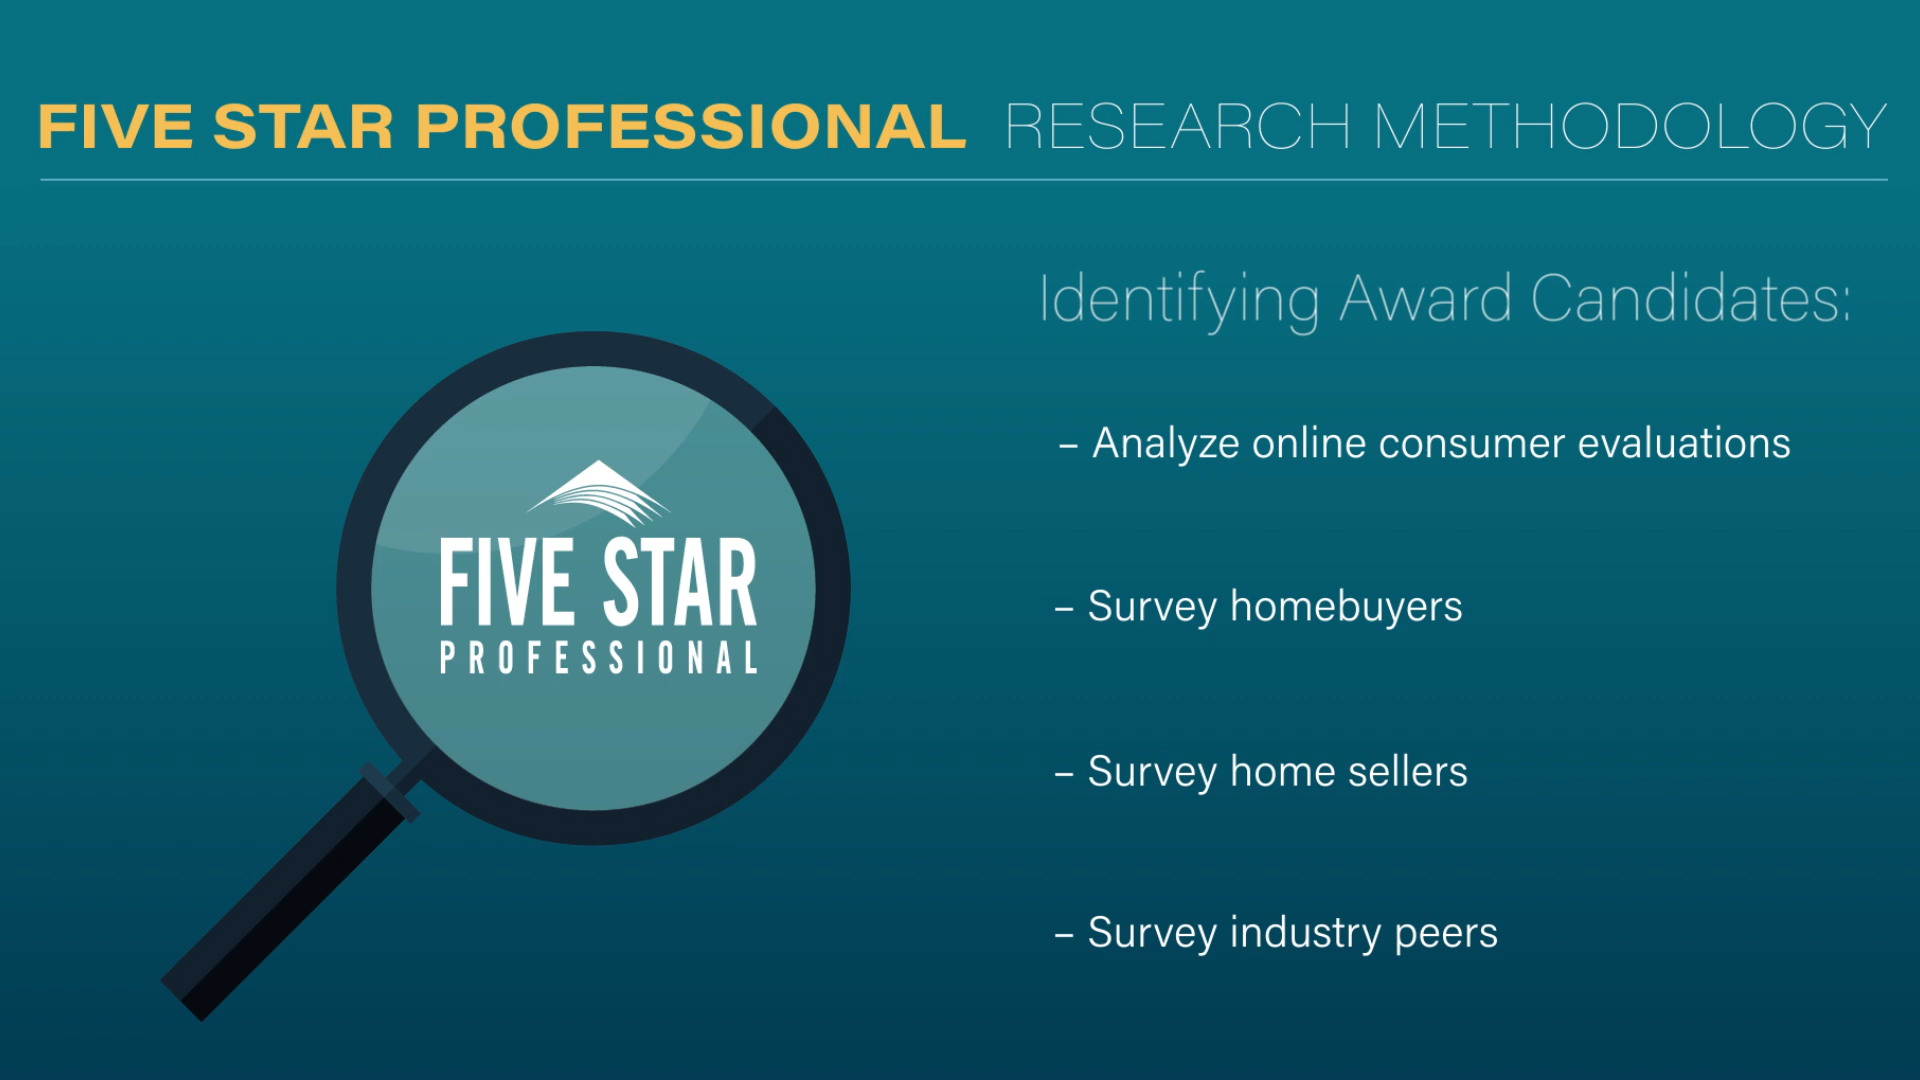 FIVE STAR PROFESSIONAL RESEARCH METHODOLOGY
Identifying Award Candidates:
– Analyze online consumer evaluations
– Survey homebuyers
– Survey home sellers
– Survey industry peers
FIVE STAR
PROFESSIONAL